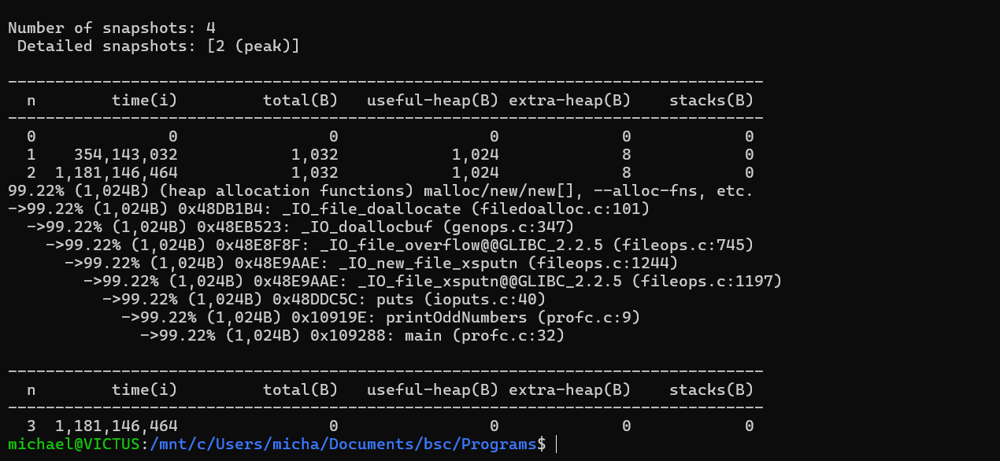 Number of snapshots: 4
 Detailed snapshots: [2 (peak)]

--------------------------------------------------------------------------------
  n        time(i)         total(B)   useful-heap(B) extra-heap(B)    stacks(B)
--------------------------------------------------------------------------------
  0              0                0                0             0            0
  1    354,143,032            1,032            1,024             8            0
  2  1,181,146,464            1,032            1,024             8            0
99.22% (1,024B) (heap allocation functions) malloc/new/new[], --alloc-fns, etc.
->99.22% (1,024B) 0x48DB1B4: _IO_file_doallocate (filedoalloc.c:101)
  ->99.22% (1,024B) 0x48EB523: _IO_doallocbuf (genops.c:347)
    ->99.22% (1,024B) 0x48E8F8F: _IO_file_overflow@@GLIBC_2.2.5 (fileops.c:745)
      ->99.22% (1,024B) 0x48E9AAE: _IO_new_file_xsputn (fileops.c:1244)
        ->99.22% (1,024B) 0x48E9AAE: _IO_file_xsputn@@GLIBC_2.2.5 (fileops.c:1197)
          ->99.22% (1,024B) 0x48DDC5C: puts (ioputs.c:40)
            ->99.22% (1,024B) 0x10919E: printOddNumbers (profc.c:9)
              ->99.22% (1,024B) 0x109288: main (profc.c:32)

--------------------------------------------------------------------------------
  n        time(i)         total(B)   useful-heap(B) extra-heap(B)    stacks(B)
--------------------------------------------------------------------------------
  3  1,181,146,464                0                0             0            0
michael@VICTUS:/mnt/c/Users/micha/Documents/bsc/Programs$